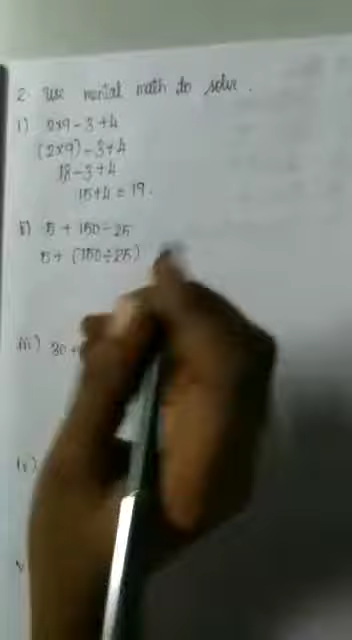 2. Use mental math to solve.
i) 2×9-3+4
(2×9)-3+4
18-3+4
15+4 = 19.
ii) 5 + 150÷25
5+ (150÷25)
iii) 30 +
iv)
v